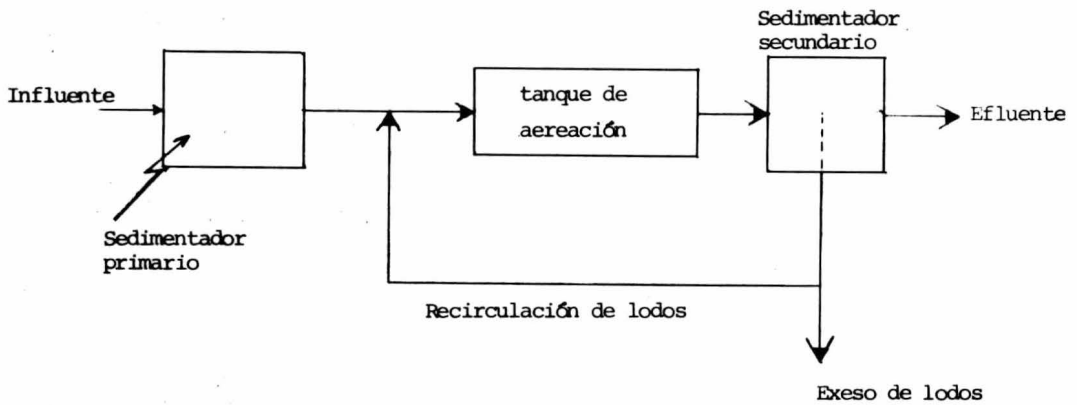 Sedimentador
secundario
Influente
tanque de
aereación
Efluente
Sedimentador
primario
Recirculación de lodos
Exeso de lodos